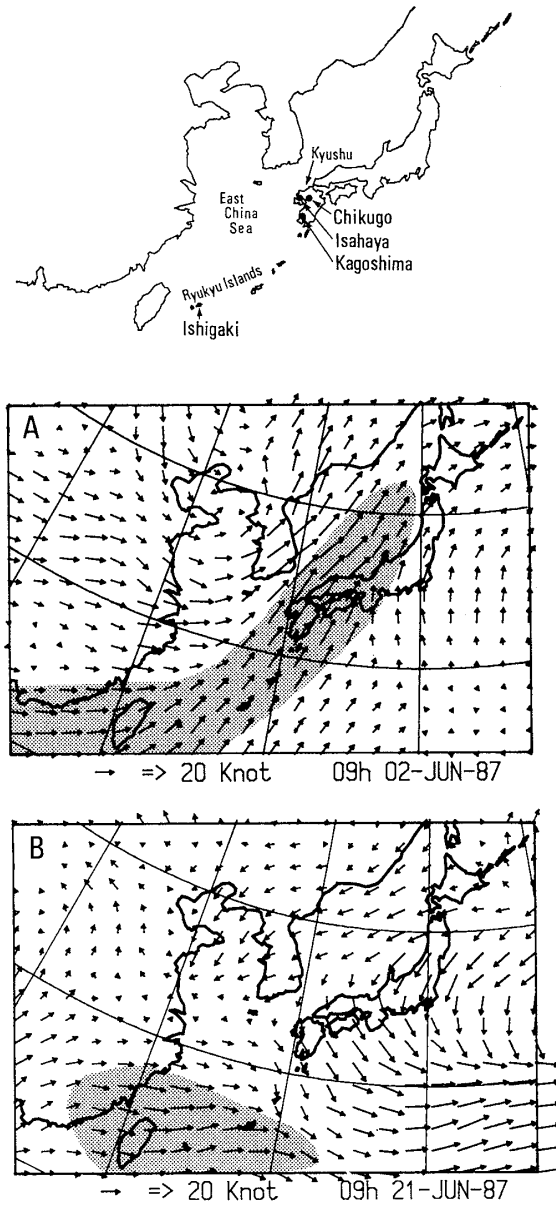 Kyushu
East
China
Sea
Chikugo
Isahaya
Kagoshima
Ryukyu Islands
Ishigaki
A
→ => 20 Knot 09h 02-JUN-87
B
→ => 20 Knot 09h 21-JUN-87